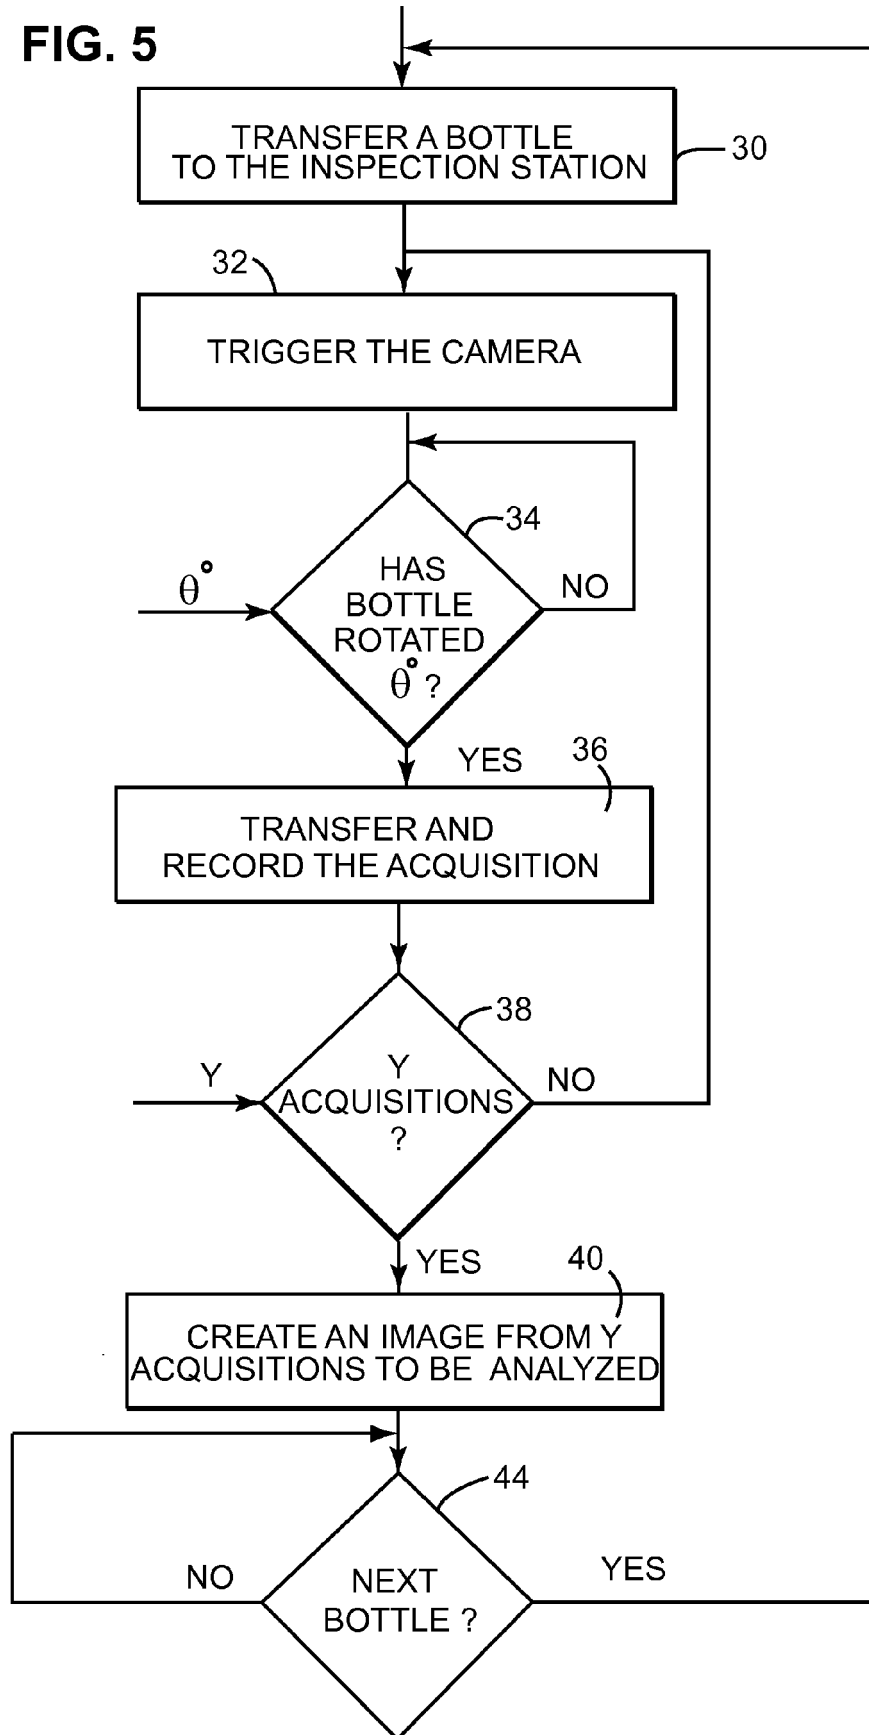 FIG. 5
TRANSFER A BOTTLE
TO THE INSPECTION STATION
30
32
TRIGGER THE CAMERA
34
θ°
HAS
BOTTLE
ROTATED
θ° ?
NO
YES
36
TRANSFER AND
RECORD THE ACQUISITION
38
Y
Y
ACQUISITIONS
?
NO
YES
40
CREATE AN IMAGE FROM Y
ACQUISITIONS TO BE ANALYZED
44
NO
NEXT
BOTTLE ?
YES